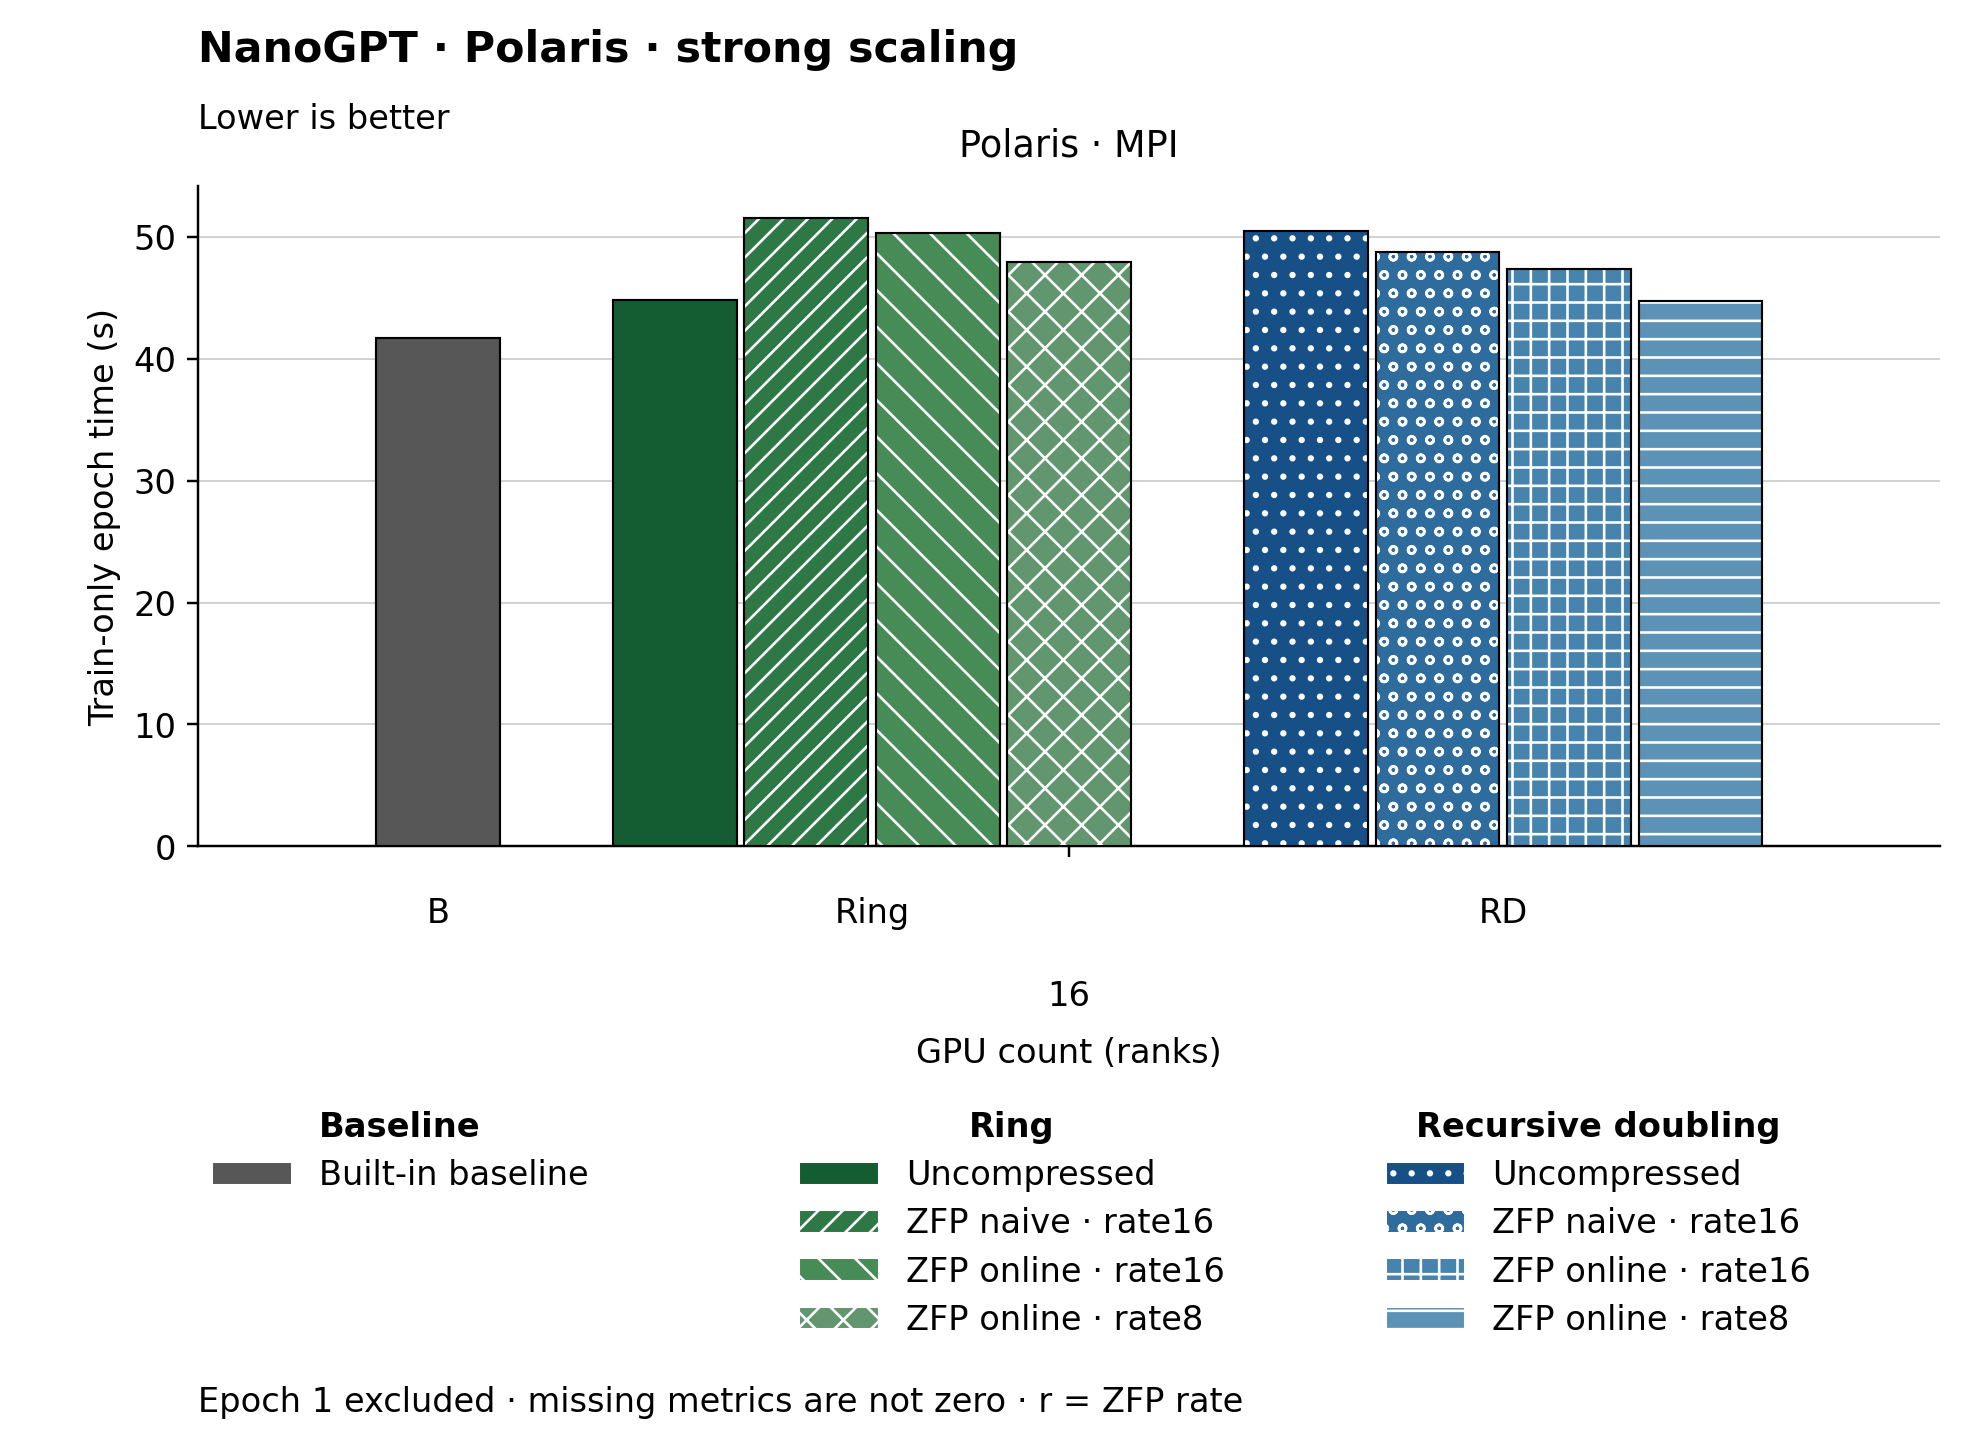 NanoGPT · Polaris · strong scaling
Lower is better
Polaris · MPI
Train-only epoch time (s)
50
40
30
20
10
0
B Ring RD
16
GPU count (ranks)
Baseline Ring Recursive doubling
Built-in baseline Uncompressed Uncompressed
ZFP naive · rate16 ZFP naive · rate16
ZFP online · rate16 ZFP online · rate16
ZFP online · rate8 ZFP online · rate8
Epoch 1 excluded · missing metrics are not zero · r = ZFP rate